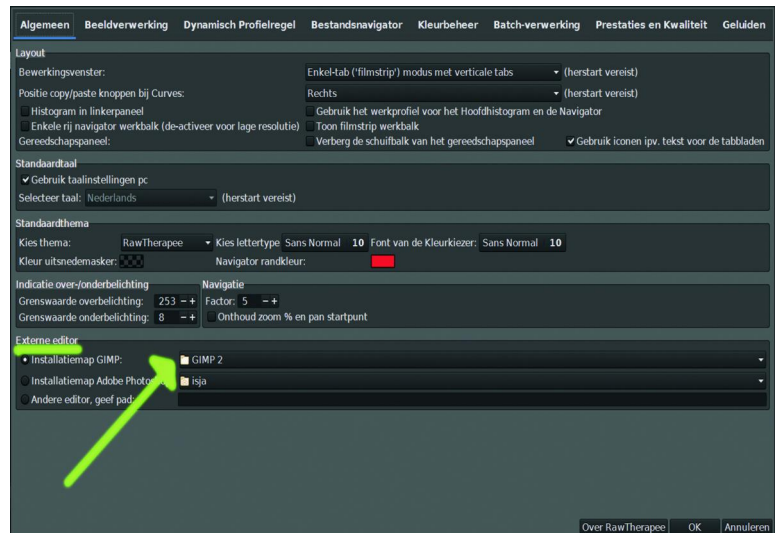 Algemeen Beeldverwerking Dynamisch Profielregel Bestandsnavigator Kleurbeheer Batch-verwerking Prestaties en Kwaliteit Geluiden
Layout
Bewerkingsvenster: Enkel-tab ('filmstrip') modus met verticale tabs (herstart vereist)
Positie copy/paste knoppen bij Curves: Rechts (herstart vereist)
Histogram in linkerpaneel Gebruik het werkprofiel voor het Hoofdhistogram en de Navigator
Enkele rij navigator werkbalk (de-activeer voor lage resolutie) Toon filmstrip werkbalk
Gereedschapspaneel: Verberg de schuifbalk van het gereedschapspaneel Gebruik iconen ipv. tekst voor de tabbladen
Standaardtaal
Gebruik taalinstellingen pc
Selecteer taal: Nederlands (herstart vereist)
Standaardthema
Kies thema: RawTherapee Kies lettertype Sans Normal 10 Font van de Kleurkiezer: Sans Normal 10
Kleur uitsnedemasker: Navigator randkleur:
Indicatie over-/onderbelichting Navigatie
Grenswaarde overbelichting: 253 - + Factor: 5 - +
Grenswaarde onderbelichting: 8 - + Onthoud zoom % en pan startpunt
Externe editor
Installatiemap GIMP: GIMP 2
Installatiemap Adobe isja
Andere editor, geef pad:
Over RawTherapee OK Annuleren